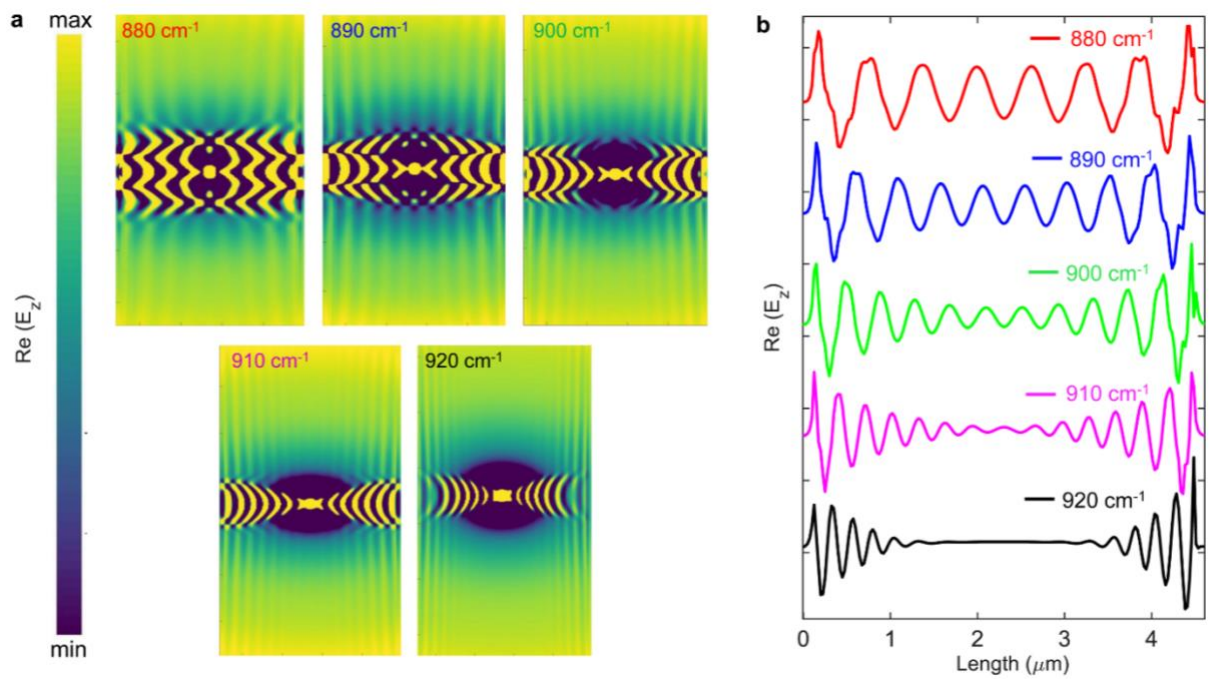 a
max
880 cm-1
890 cm-1
900 cm-1
Re (Ez)
910 cm-1
920 cm-1
min
b
880 cm-1
890 cm-1
900 cm-1
910 cm-1
920 cm-1
Re (Ez)
0 1 2 3 4
Length (μm)